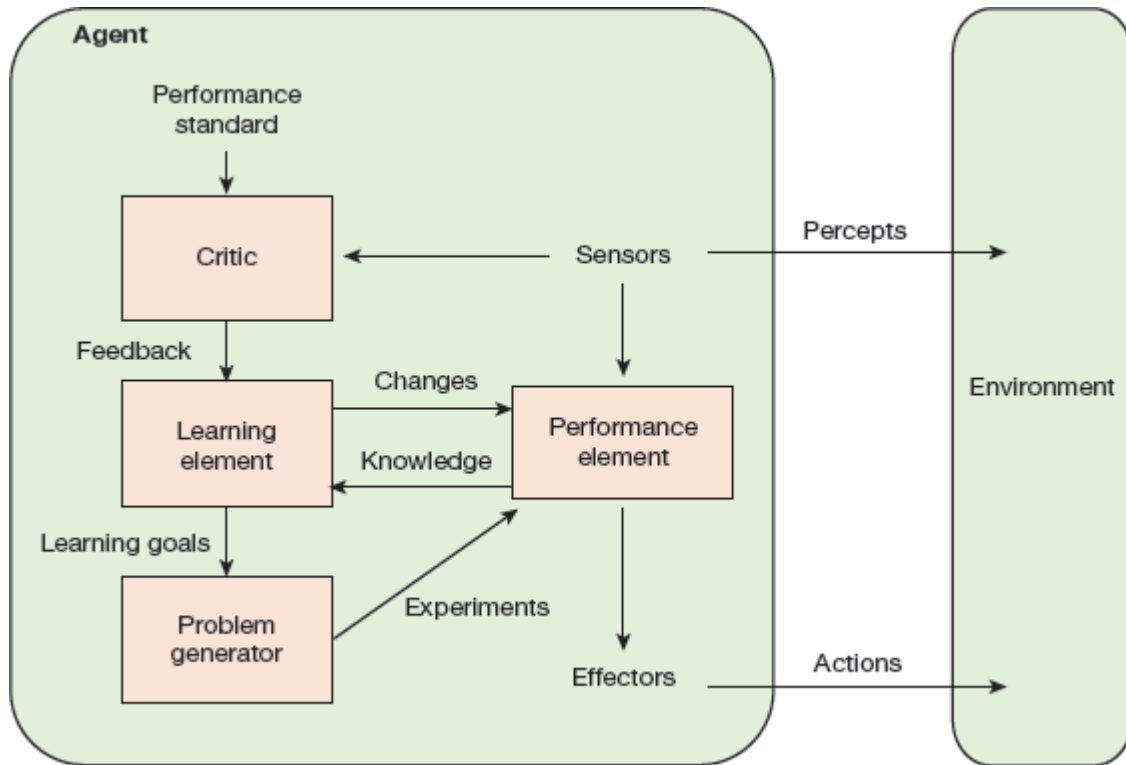 Agent
Performance
standard
Critic
Sensors
Percepts
Feedback
Changes
Environment
Learning
element
Performance
element
Knowledge
Learning goals
Experiments
Problem
generator
Effectors
Actions